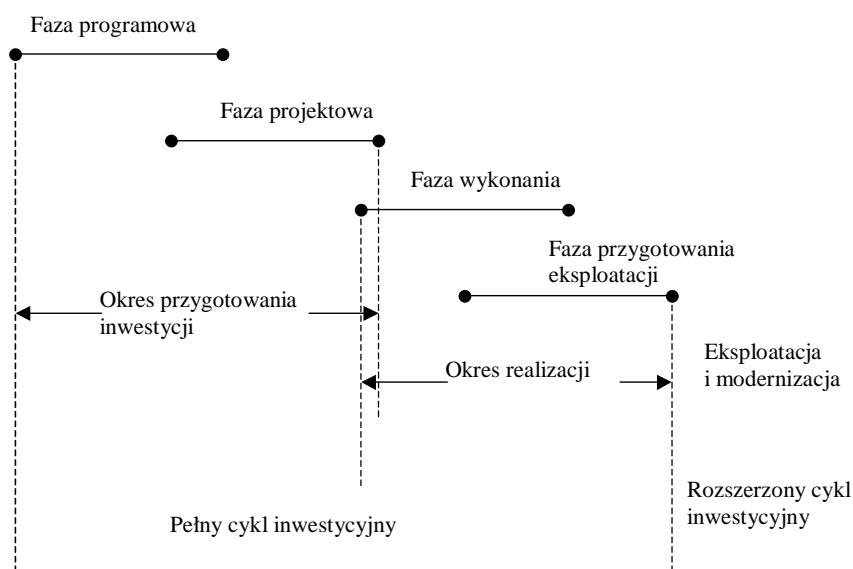 Faza programowa
Faza projektowa
Faza wykonania
Faza przygotowania
eksploatacji
Okres przygotowania
inwestycji
Eksploatacja
i modernizacja
Okres realizacji
Rozszerzony cykl
inwestycyjny
Pełny cykl inwestycyjny